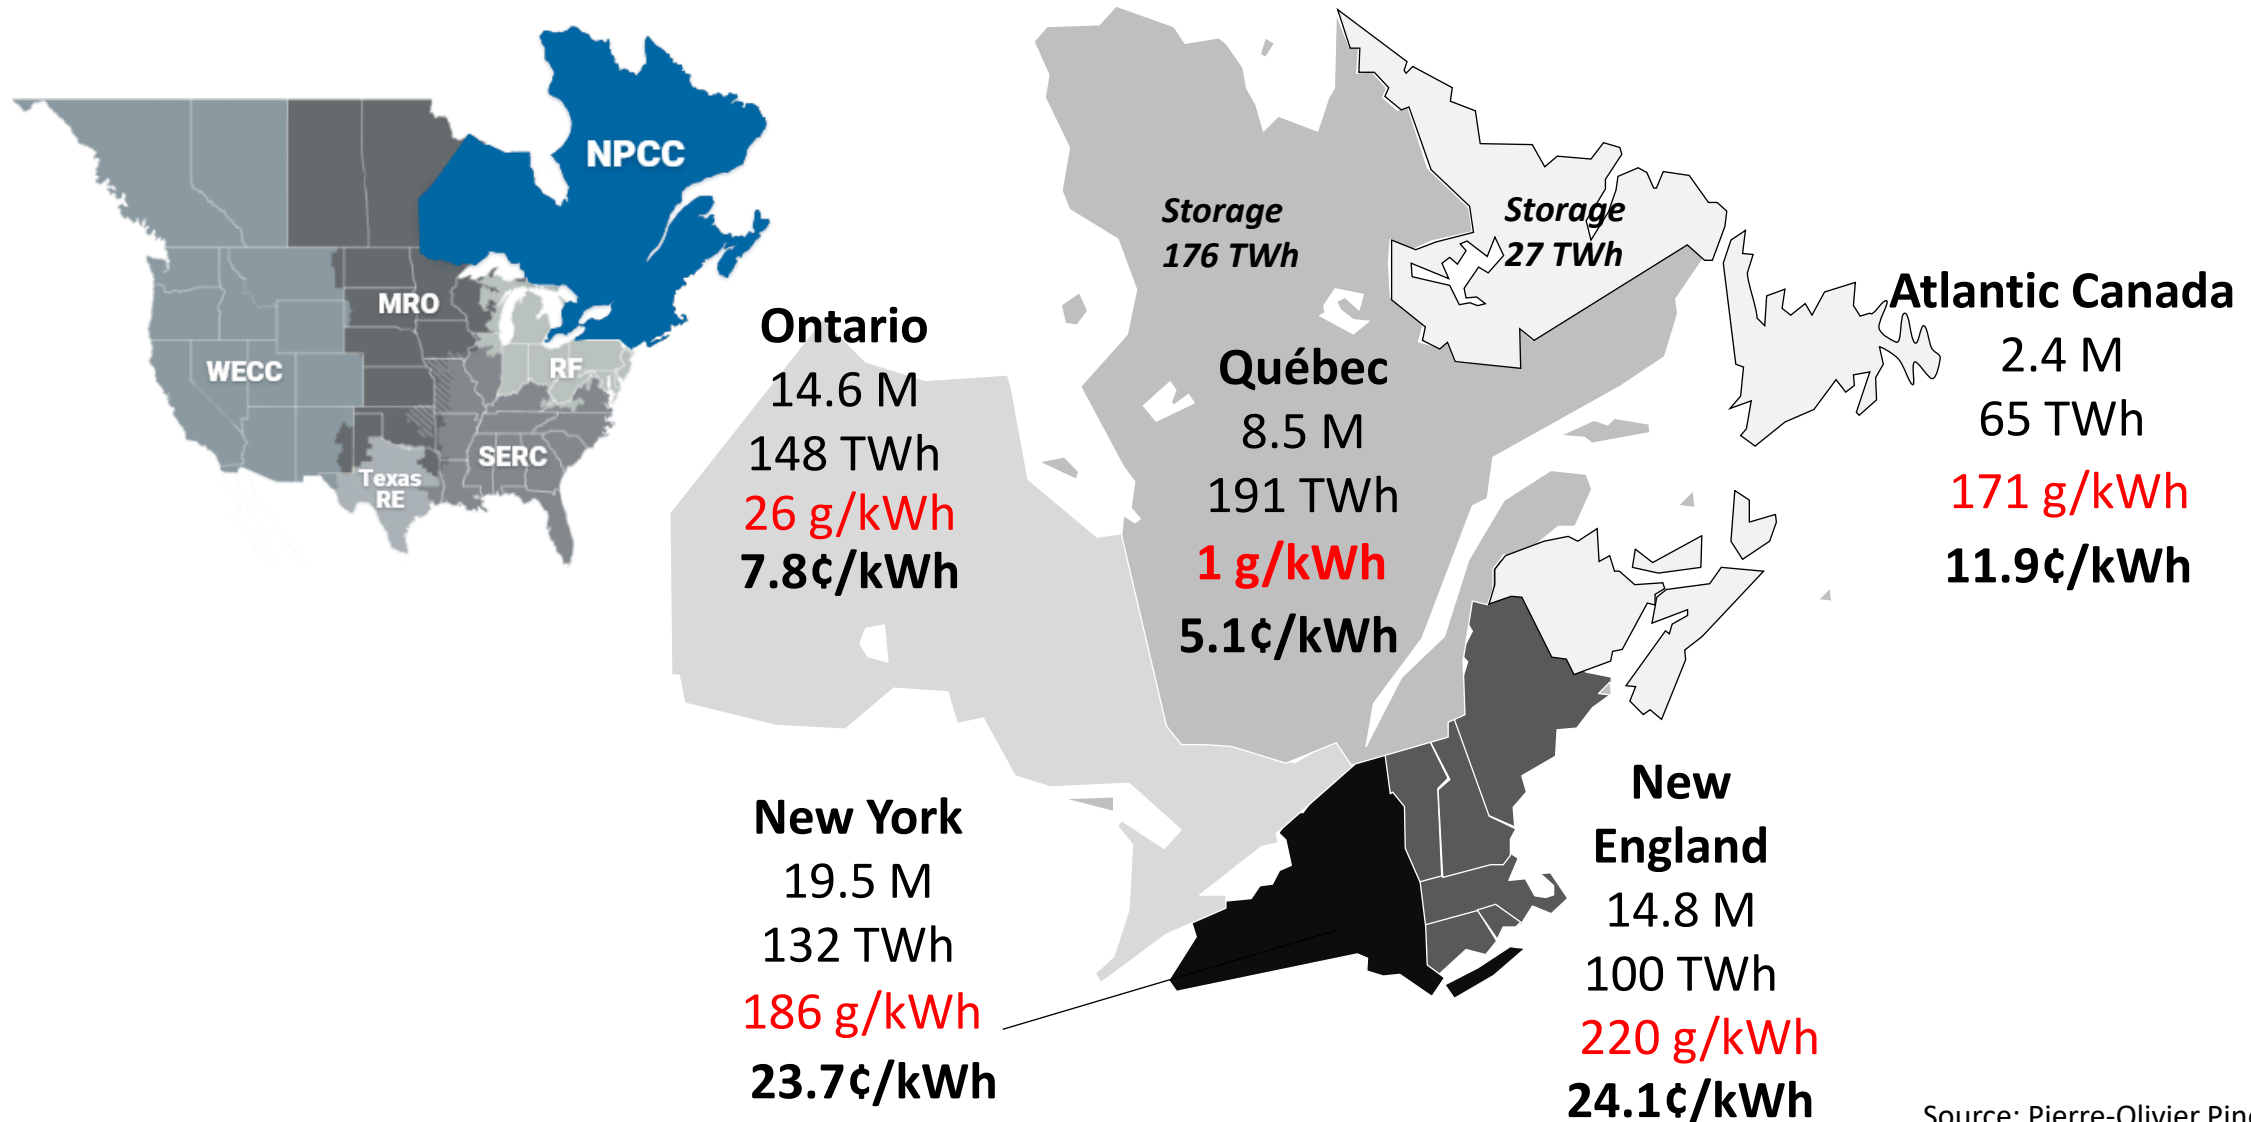 NPCC
MRO
WECC
RF
SERC
Texas
RE
Storage
176 TWh
Storage
27 TWh
Ontario
14.6 M
148 TWh
26 g/kWh
7.8¢/kWh
Québec
8.5 M
191 TWh
1 g/kWh
5.1¢/kWh
Atlantic Canada
2.4 M
65 TWh
171 g/kWh
11.9¢/kWh
New York
19.5 M
132 TWh
186 g/kWh
23.7¢/kWh
New
England
14.8 M
100 TWh
220 g/kWh
24.1¢/kWh
Source: Pierre-Olivier